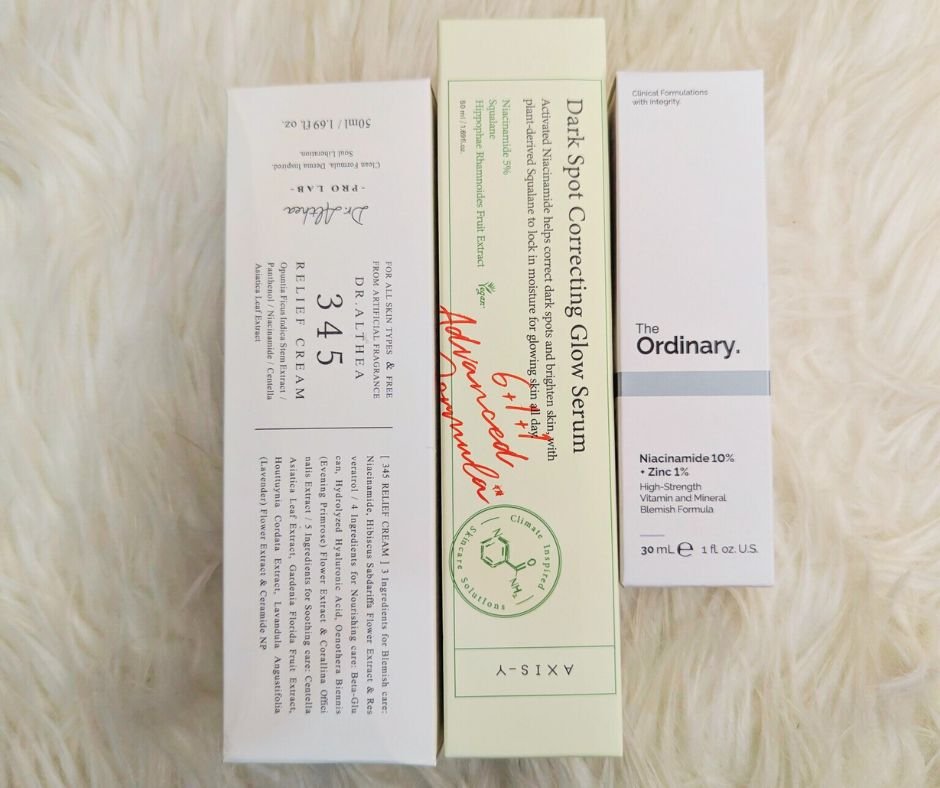 50ml / 1.69 fl. oz.
Clean Formula. Derma Inspired.
Soul Liberation.
- PRO LAB -
Dr. Althea
FOR ALL SKIN TYPES & FREE
FROM ARTIFICIAL FRAGRANCE
DR. ALTHEA
345
RELIEF CREAM
Opuntia Ficus Indica Stem Extract /
Panthenol / Niacinamide / Centella
Asiatica Leaf Extract
[ 345 RELIEF CREAM ] 3 Ingredients for Blemish care:
Niacinamide, Hibiscus Sabdariffa Flower Extract & Res
veratrol / 4 Ingredients for Nourishing care: Beta-Glu
can, Hydrolyzed Hyaluronic Acid, Oenothera Biennis
(Evening Primrose) Flower Extract & Corallina Offici
nalis Extract / 5 Ingredients for Soothing care: Centella
Asiatica Leaf Extract, Gardenia Florida Fruit Extract,
Houttuynia Cordata Extract, Lavandula Angustifolia
(Lavender) Flower Extract & Ceramide NP
Dark Spot Correcting Glow Serum
Activated Niacinamide helps correct dark spots and brighten skin, with
plant-derived Squalane to lock in moisture for glowing skin all day.
Niacinamide 5%
Squalane
Hippophae Rhamnoides Fruit Extract
Vegan
50 ml / 1.69fl.oz.
6+1+1
Advanced
Formula™
Climate Inspired
Skincare Solutions
N
O
NH₂
AXIS-Y
Clinical Formulations
with Integrity.
The
Ordinary.
Niacinamide 10%
+ Zinc 1%
High-Strength
Vitamin and Mineral
Blemish Formula
30 mL ℮ 1 fl. oz. U.S.